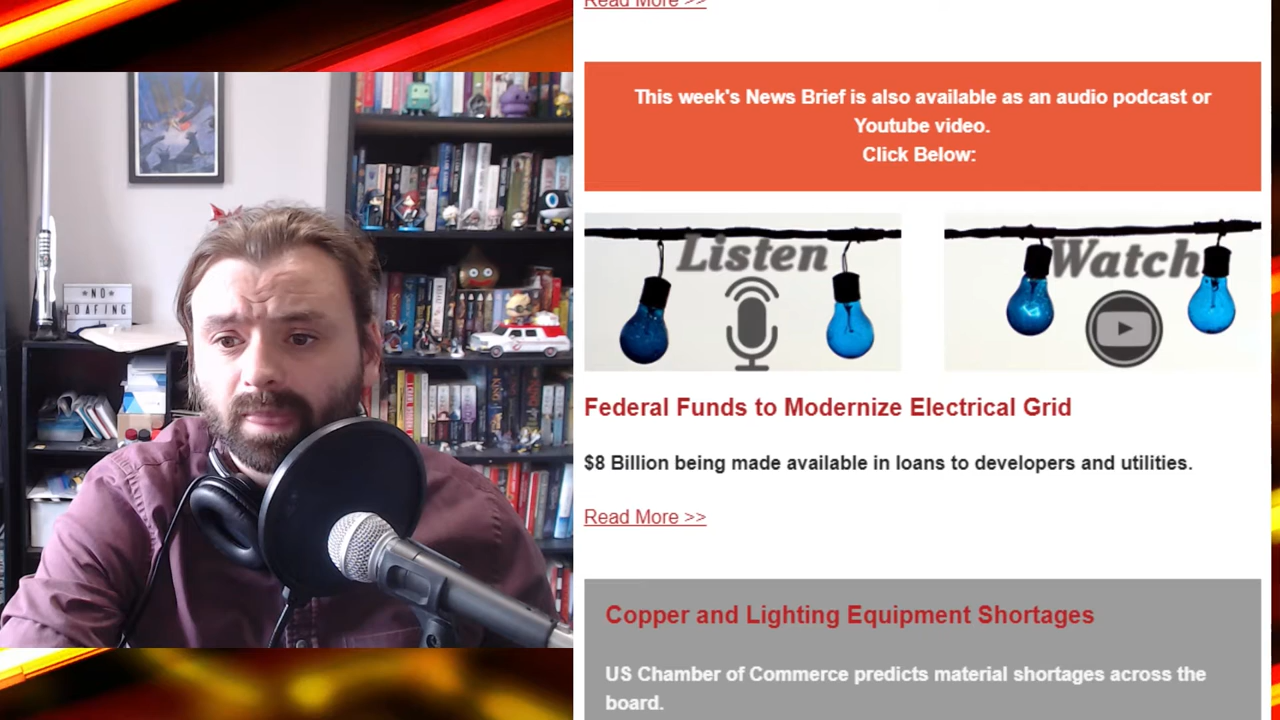 *NO
LOAFING
Read More >>
This week's News Brief is also available as an audio podcast or
Youtube video.
Click Below:
Listen
Watch
Federal Funds to Modernize Electrical Grid
$8 Billion being made available in loans to developers and utilities.
Read More >>
Copper and Lighting Equipment Shortages
US Chamber of Commerce predicts material shortages across the
board.